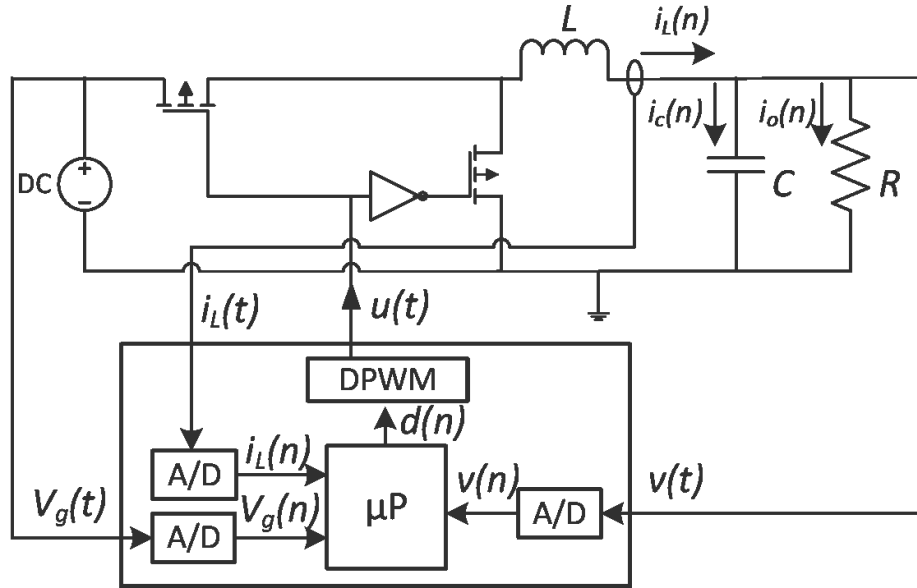 L
i_L(n)
i_c(n)
i_o(n)
DC
+
−
C
R
i_L(t)
u(t)
DPWM
d(n)
A/D
i_L(n)
V_g(t)
A/D
V_g(n)
μP
v(n)
A/D
v(t)